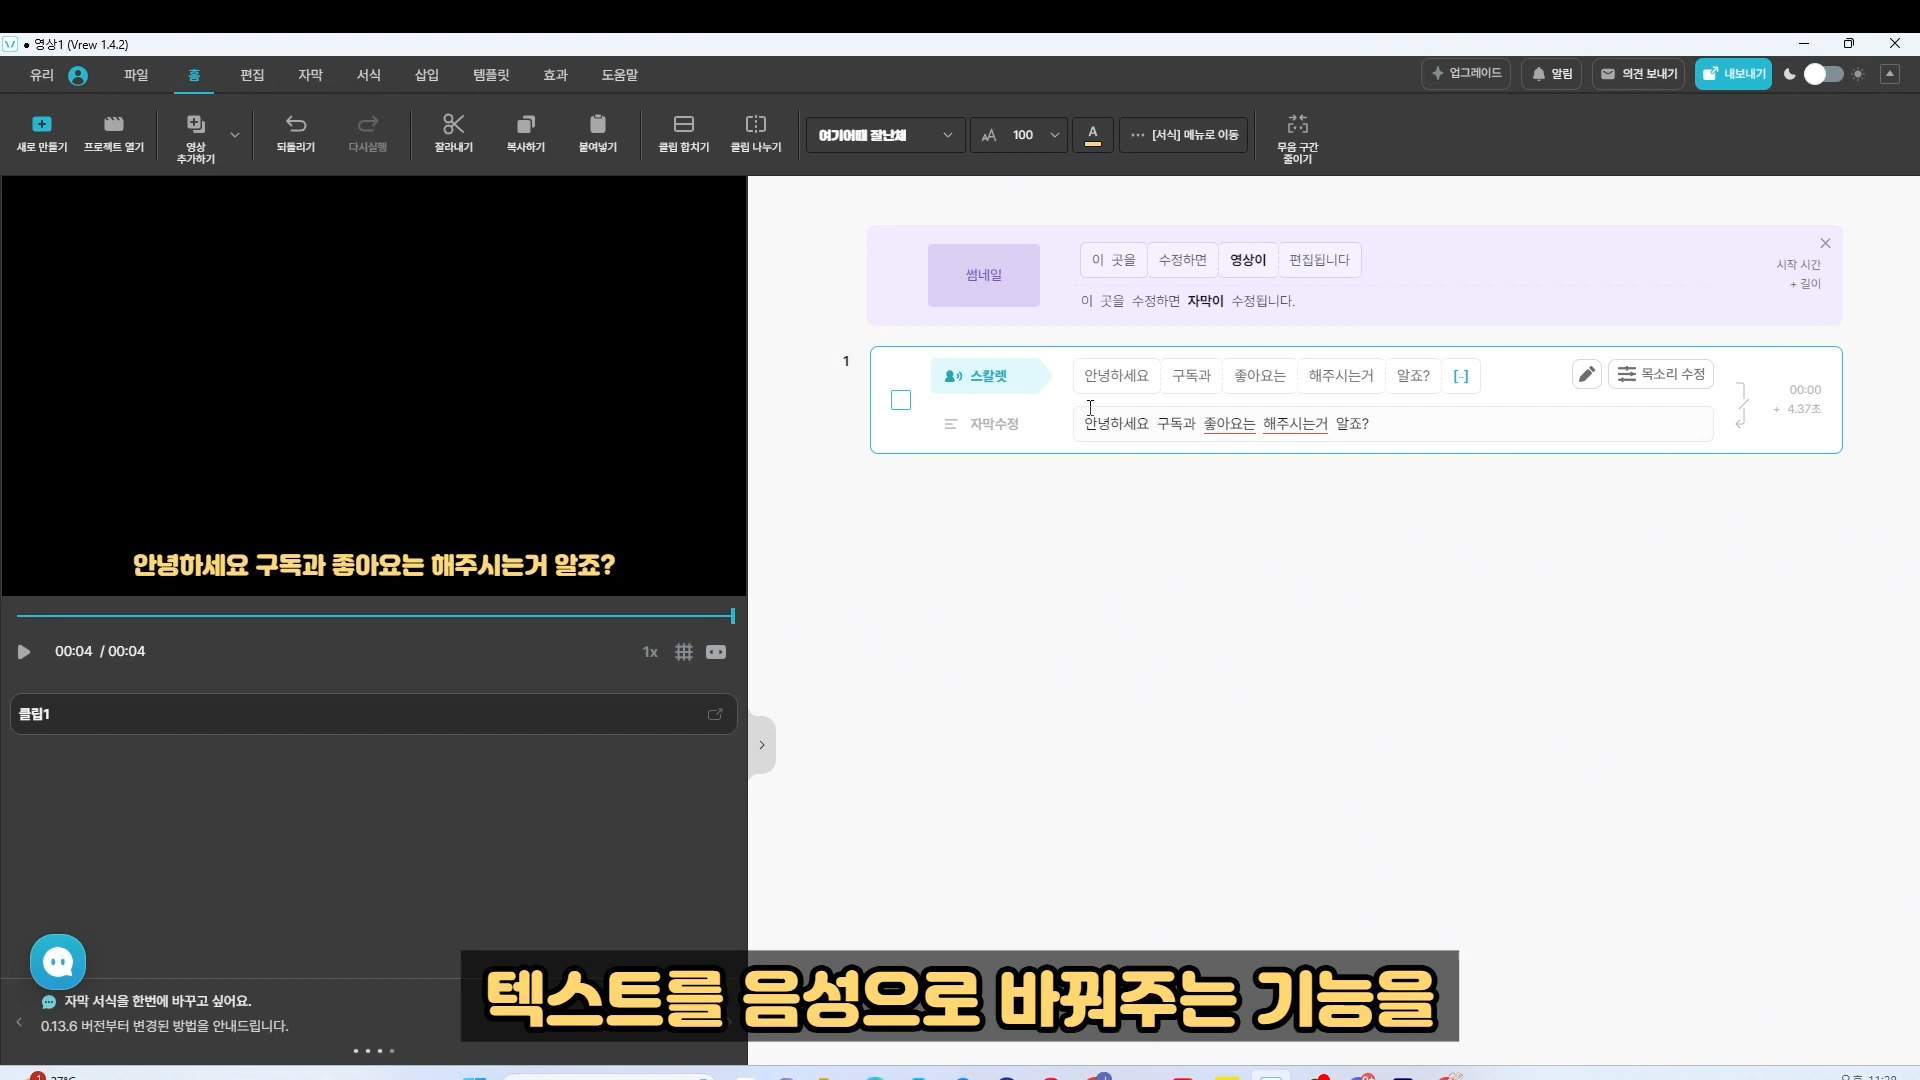 ● 영상1 (Vrew 1.4.2)
유리 파일 홈 편집 자막 서식 삽입 템플릿 효과 도움말 업그레이드 알림 의견 보내기 내보내기
새로 만들기 프로젝트 열기 영상 추가하기 되돌리기 다시실행 잘라내기 복사하기 붙여넣기 클립 합치기 클립 나누기 여기어때 잘난체 100 A ··· [서식] 메뉴로 이동 무음 구간 줄이기
썸네일
이 곳을 수정하면 영상이 편집됩니다
이 곳을 수정하면 자막이 수정됩니다.
시작 시간
+ 길이
1
스칼렛 안녕하세요 구독과 좋아요는 해주시는거 알죠? [··] 목소리 수정
자막수정 안녕하세요 구독과 좋아요는 해주시는거 알죠?
00:00
+ 4.37초
안녕하세요 구독과 좋아요는 해주시는거 알죠?
00:04 / 00:04 1x
클립1
자막 서식을 한번에 바꾸고 싶어요.
0.13.6 버전부터 변경된 방법을 안내드립니다.
텍스트를 음성으로 바꿔주는 기능을